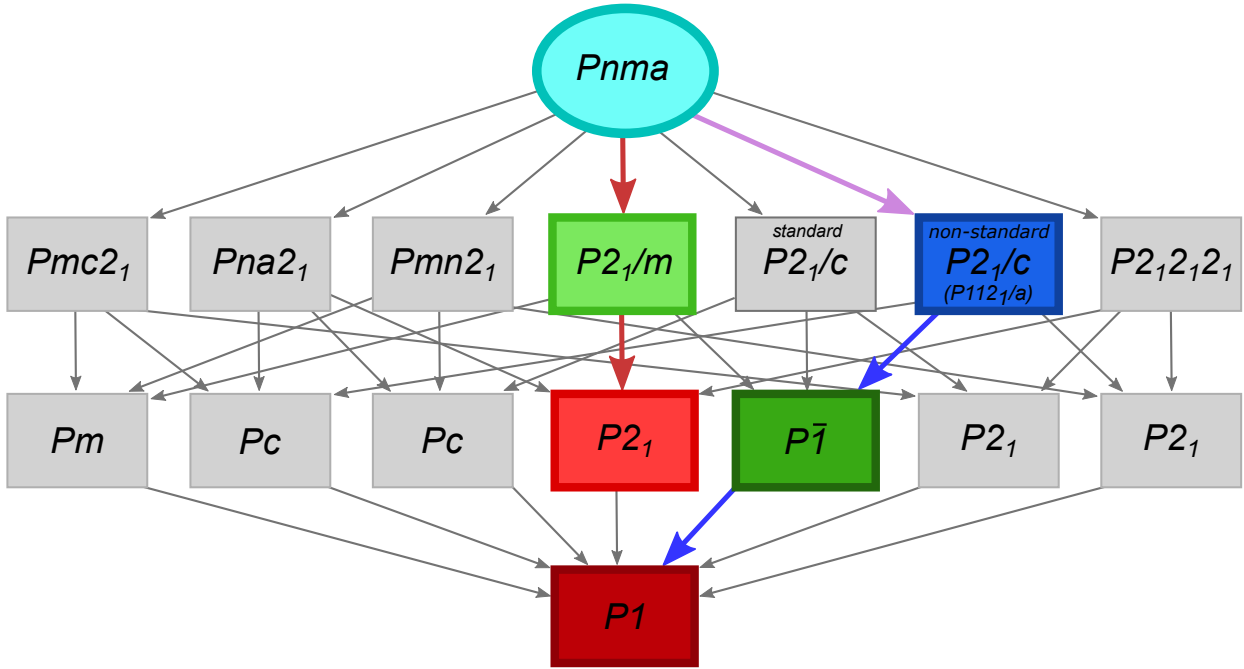 Pnma
Pmc2₁
Pna2₁
Pmn2₁
P2₁/m
standard
P2₁/c
non-standard
P2₁/c
(P112₁/a)
P2₁2₁2₁
Pm
Pc
Pc
P2₁
P1̄
P2₁
P2₁
P1